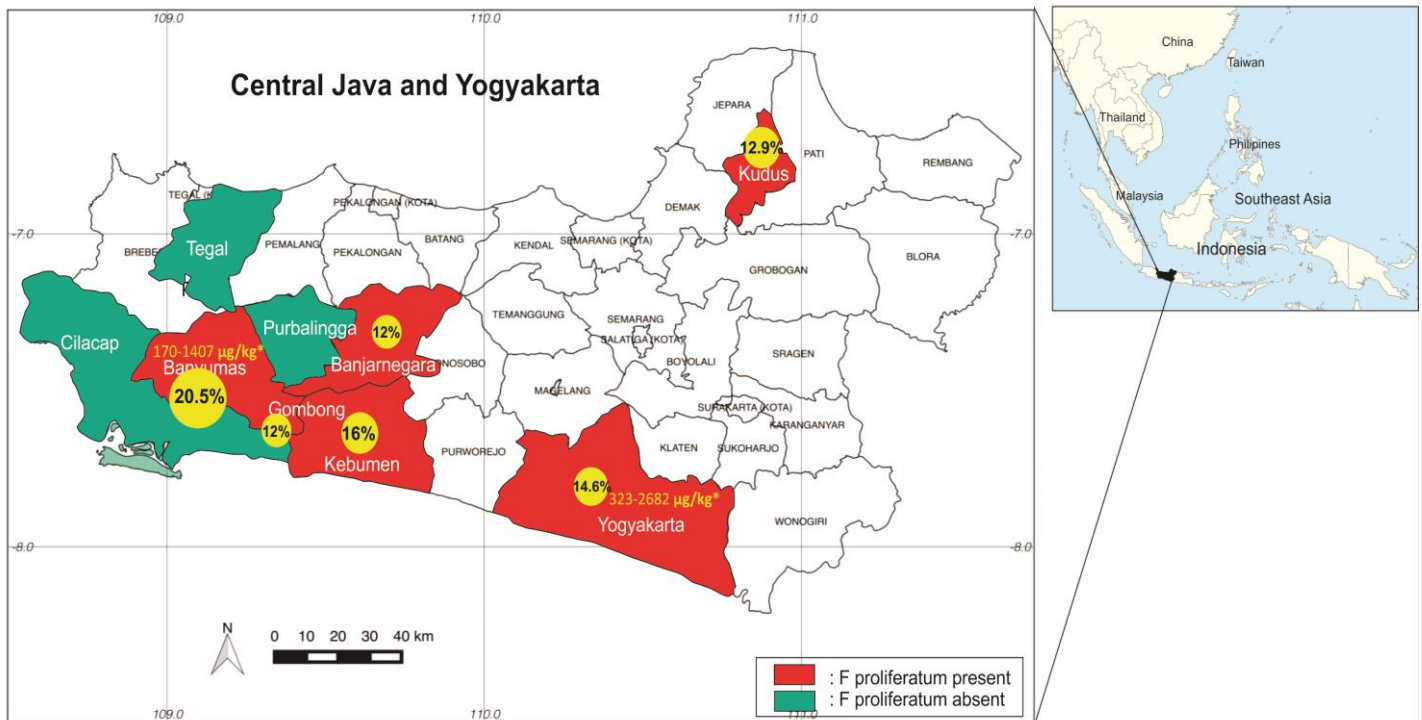 109.0
110.0
111.0
Central Java and Yogyakarta
JEPARA
12.9%
Kudus
PATI
REMBANG
TEGAL (K
PEKALONGAN (KOTA)
DEMAK
-7.0
-7.0
BREBE
Tegal
PEMALANG
PEKALONGAN
BATANG
KENDAL
SEMARANG (KOTA)
GROBOGAN
BLORA
Cilacap
Purbalingga
12%
Banjarnegara
TEMANGGUNG
SEMARANG
SALATIGA (KOTA)
BOYOLALI
SRAGEN
170-1407 µg/kg*
Banyumas
20.5%
ONOSOBO
MAGELANG
Gombong
12%
16%
Kebumen
PURWOREJO
SURAKARTA (KOTA)
KARANGANYAR
KLATEN
SUKOHARJO
14.6%
323-2682 µg/kg*
Yogyakarta
WONOGIRI
-8.0
-8.0
N
0 10 20 30 40 km
: F proliferatum present
: F proliferatum absent
109.0
110.0
111.0
China
Taiwan
Thailand
Philipines
Malaysia
Southeast Asia
Indonesia